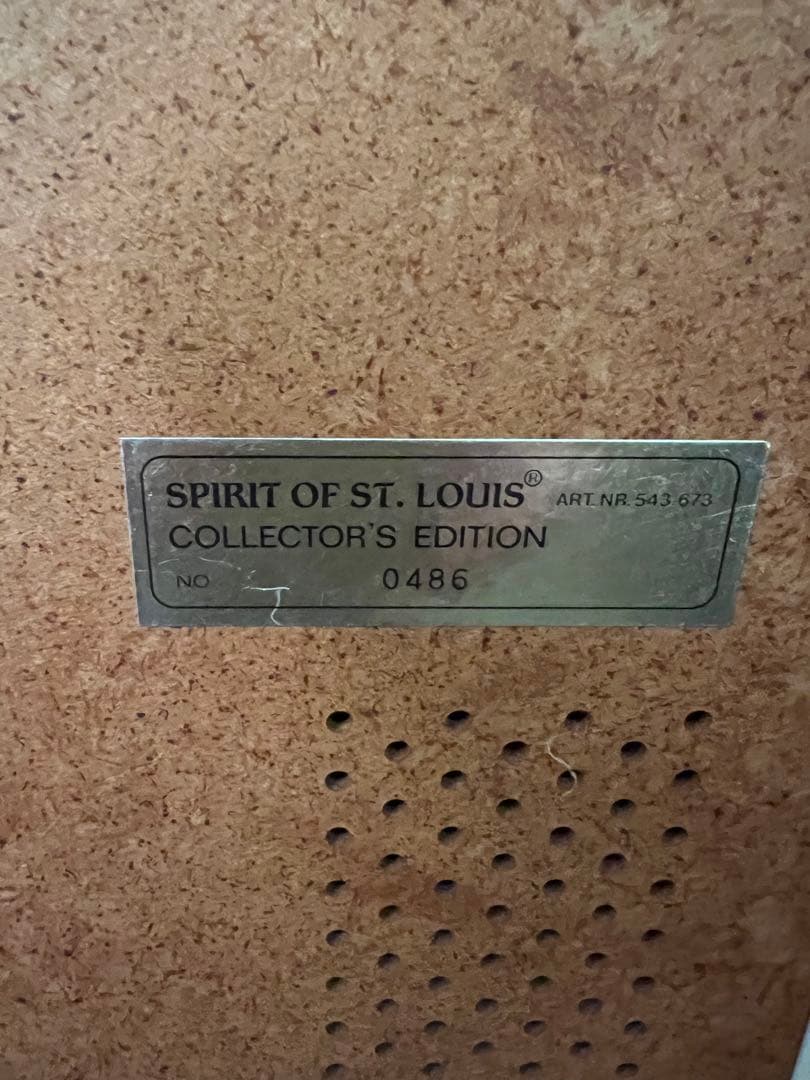 SPIRIT OF ST. LOUIS® ART. NR. 543 673
COLLECTOR'S EDITION
NO 0486